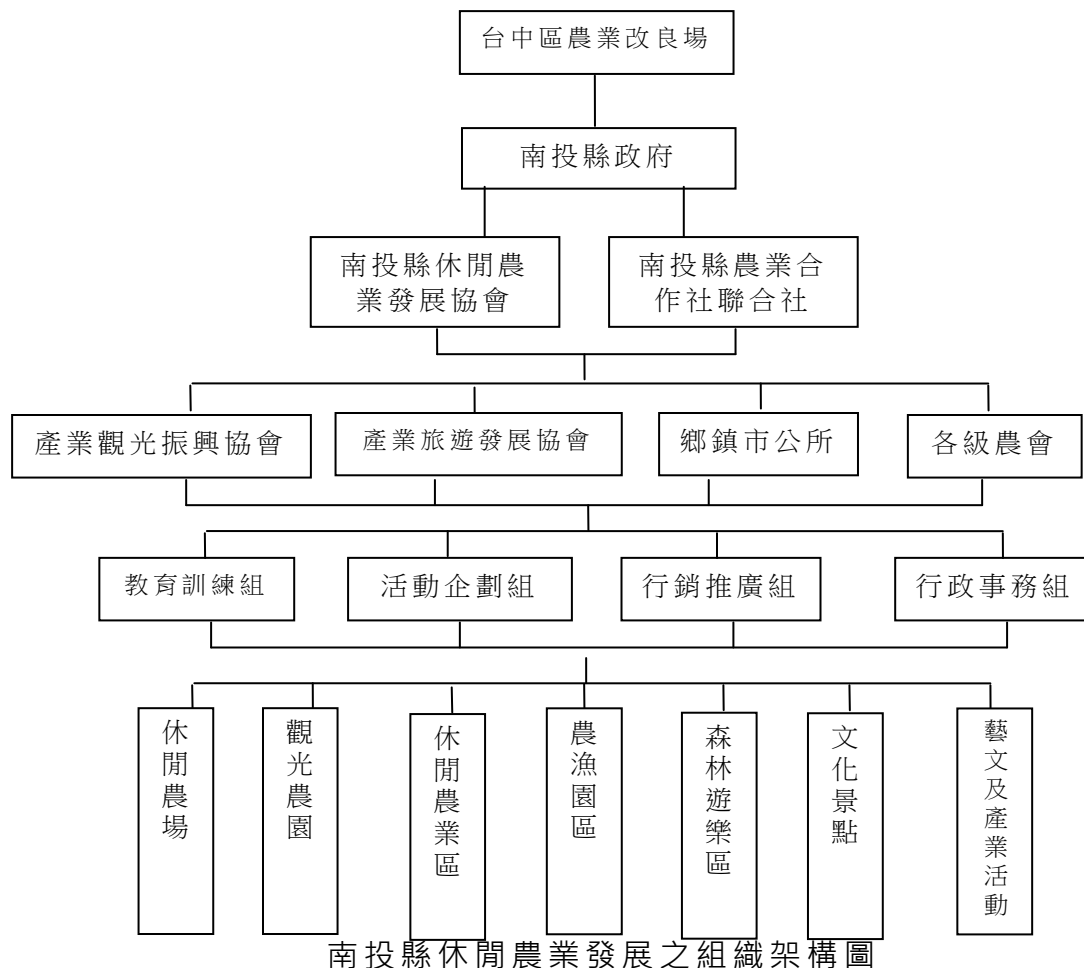 台中區農業改良場
南投縣政府
南投縣休閒農
業發展協會
南投縣農業合
作社聯合社
產業觀光振興協會
產業旅遊發展協會
鄉鎮市公所
各級農會
教育訓練組
活動企劃組
行銷推廣組
行政事務組
休閒農場
觀光農園
休閒農業區
農漁園區
森林遊樂區
文化景點
藝文及產業活動
南投縣休閒農業發展之組織架構圖